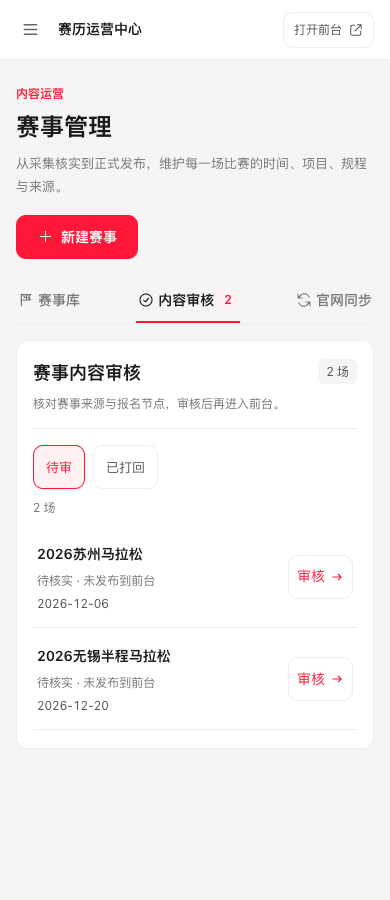 赛历运营中心
打开前台
内容运营
赛事管理
从采集核实到正式发布，维护每一场比赛的时间、项目、规程
与来源。
新建赛事
赛事库
内容审核 2
官网同步
赛事内容审核
2 场
核对赛事来源与报名节点，审核后再进入前台。
待审
已打回
2 场
2026苏州马拉松
待核实 · 未发布到前台
2026-12-06
审核 →
2026无锡半程马拉松
待核实 · 未发布到前台
2026-12-20
审核 →